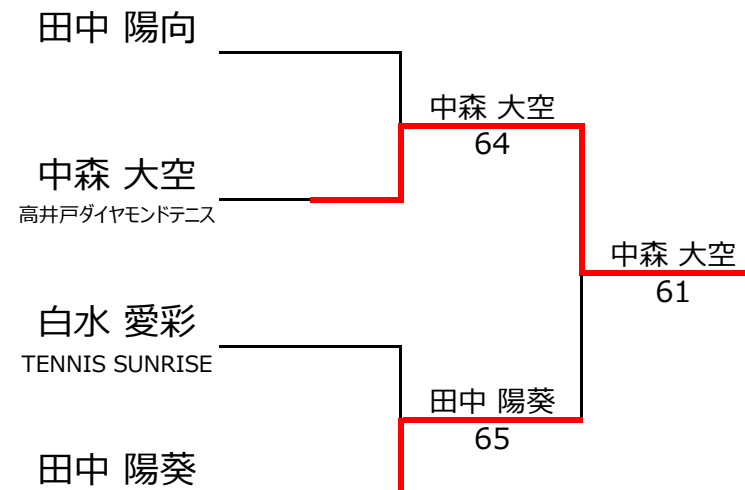 田中 陽向
中森 大空
64
中森 大空
高井戸ダイヤモンドテニス
中森 大空
61
白水 愛彩
TENNIS SUNRISE
田中 陽葵
65
田中 陽葵